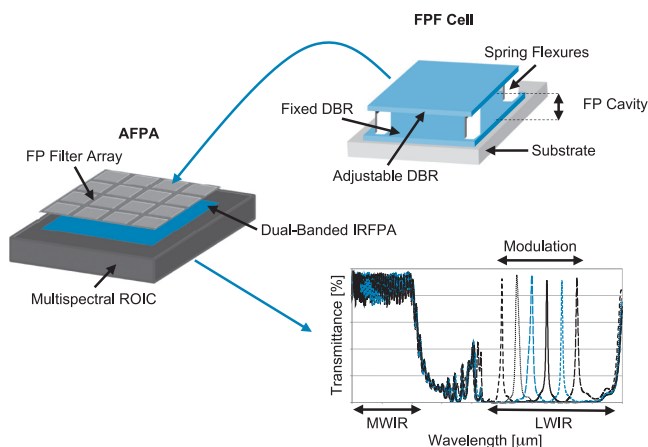 FPF Cell
Spring Flexures
Fixed DBR
FP Cavity
Substrate
Adjustable DBR
AFPA
FP Filter Array
Dual-Banded IRFPA
Multispectral ROIC
Modulation
Transmittance [%]
MWIR
LWIR
Wavelength [μm]